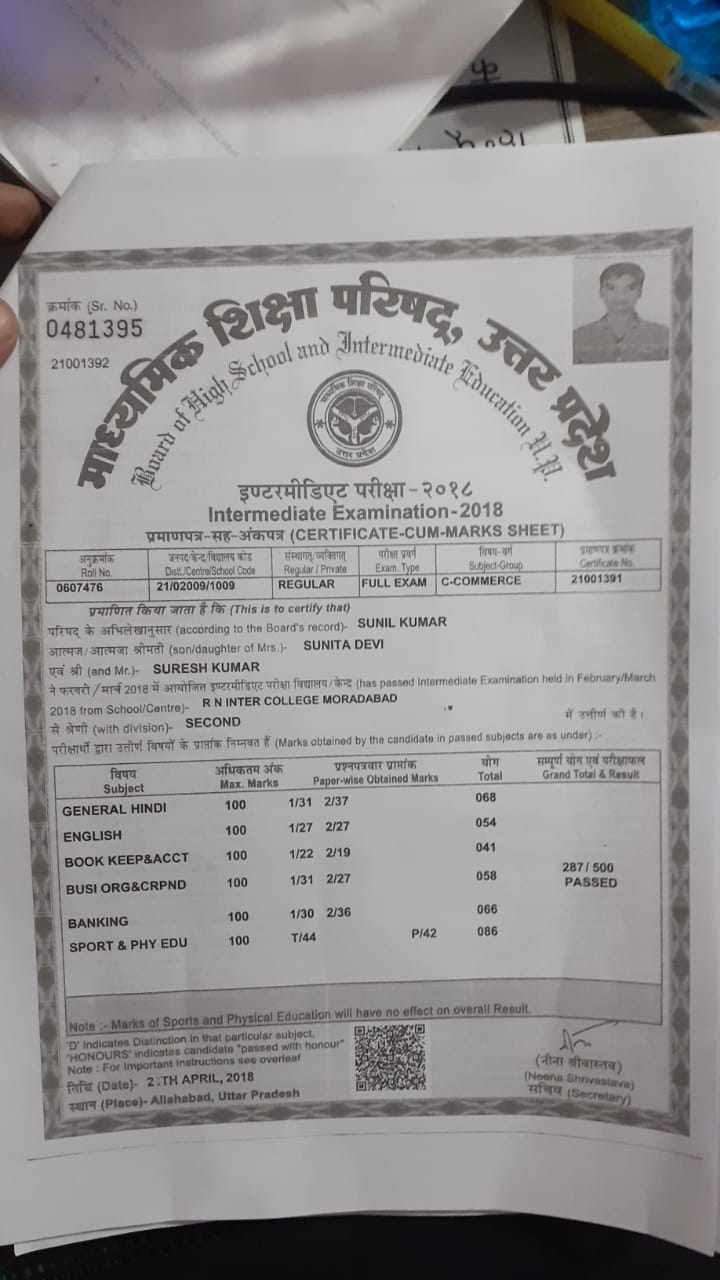 क्रमांक (Sr. No.)
0481395
21001392
माध्यमिक शिक्षा परिषद्, उत्तर प्रदेश
Board of High School and Intermediate Education U.P.
माध्यमिक शिक्षा परिषद्
उत्तर प्रदेश
इण्टरमीडिएट परीक्षा-२०१८
Intermediate Examination-2018
प्रमाणपत्र-सह-अंकपत्र (CERTIFICATE-CUM-MARKS SHEET)
अनुक्रमांक जनपद/केन्द्र/विद्यालय कोड संस्थागत/व्यक्तिगत परीक्षा प्रवर्ग विषय-वर्ग प्रमाणपत्र क्रमांक
Roll No. Distt./Centre/School Code Regular / Private Exam. Type Subject-Group Certificate No.
0607476 21/02009/1009 REGULAR FULL EXAM C-COMMERCE 21001391
प्रमाणित किया जाता है कि (This is to certify that)
परिषद के अभिलेखानुसार (according to the Board's record)- SUNIL KUMAR
आत्मज/आत्मजा श्रीमती (son/daughter of Mrs.)- SUNITA DEVI
एवं श्री (and Mr.)- SURESH KUMAR
ने फरवरी/मार्च 2018 में आयोजित इण्टरमीडिएट परीक्षा विद्यालय/केन्द्र (has passed Intermediate Examination held in February/March
2018 from School/Centre)- R N INTER COLLEGE MORADABAD
से श्रेणी (with division)- SECOND में उत्तीर्ण की है।
परीक्षार्थी द्वारा उत्तीर्ण विषयों के प्राप्तांक निम्नवत हैं (Marks obtained by the candidate in passed subjects are as under) :-
विषय अधिकतम अंक प्रश्नपत्रवार प्राप्तांक योग सम्पूर्ण योग एवं परीक्षाफल
Subject Max. Marks Paper-wise Obtained Marks Total Grand Total & Result
GENERAL HINDI 100 1/31 2/37 068
ENGLISH 100 1/27 2/27 054
BOOK KEEP&ACCT 100 1/22 2/19 041
BUSI ORG&CRPND 100 1/31 2/27 058 287/500
PASSED
BANKING 100 1/30 2/36 066
SPORT & PHY EDU 100 T/44 P/42 086
Note :- Marks of Sports and Physical Education will have no effect on overall Result.
'D' Indicates Distinction in that particular subject,
'HONOURS' indicates candidate "passed with honour"
Note : For Important Instructions see overleaf
तिथि (Date)- TH APRIL, 2018
स्थान (Place)- Allahabad, Uttar Pradesh
(नीना श्रीवास्तव)
(Neena Shrivastava)
सचिव (Secretary)